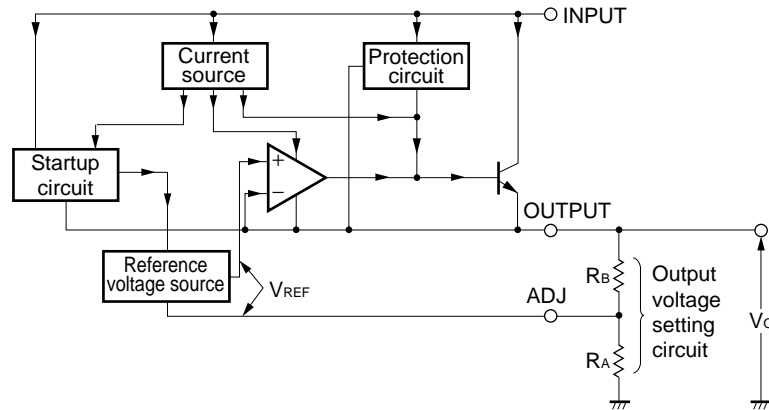 INPUT
Current
source
Protection
circuit
Startup
circuit
+
−
OUTPUT
Reference
voltage source
VREF
ADJ
RB
RA
Output
voltage
setting
circuit